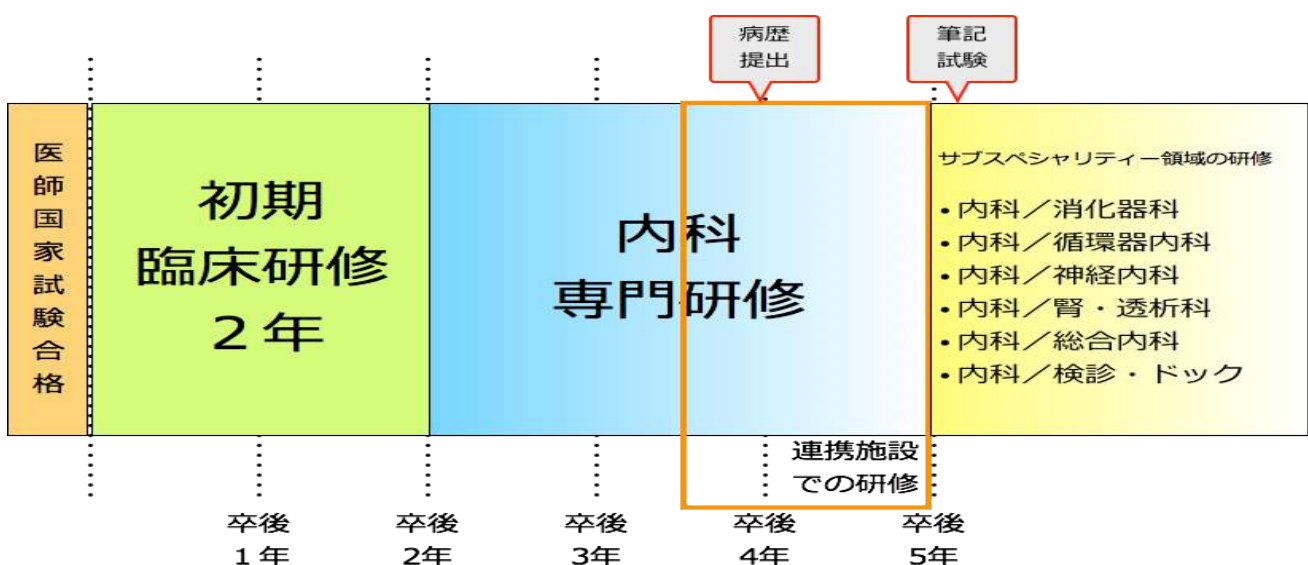 病歴
提出
筆記
試験
医師国家試験合格
初期
臨床研修
２年
内科
専門研修
サブスペシャリティー領域の研修
• 内科／消化器科
• 内科／循環器内科
• 内科／神経内科
• 内科／腎・透析科
• 内科／総合内科
• 内科／検診・ドック
連携施設
での研修
卒後
１年
卒後
2年
卒後
3年
卒後
4年
卒後
5年